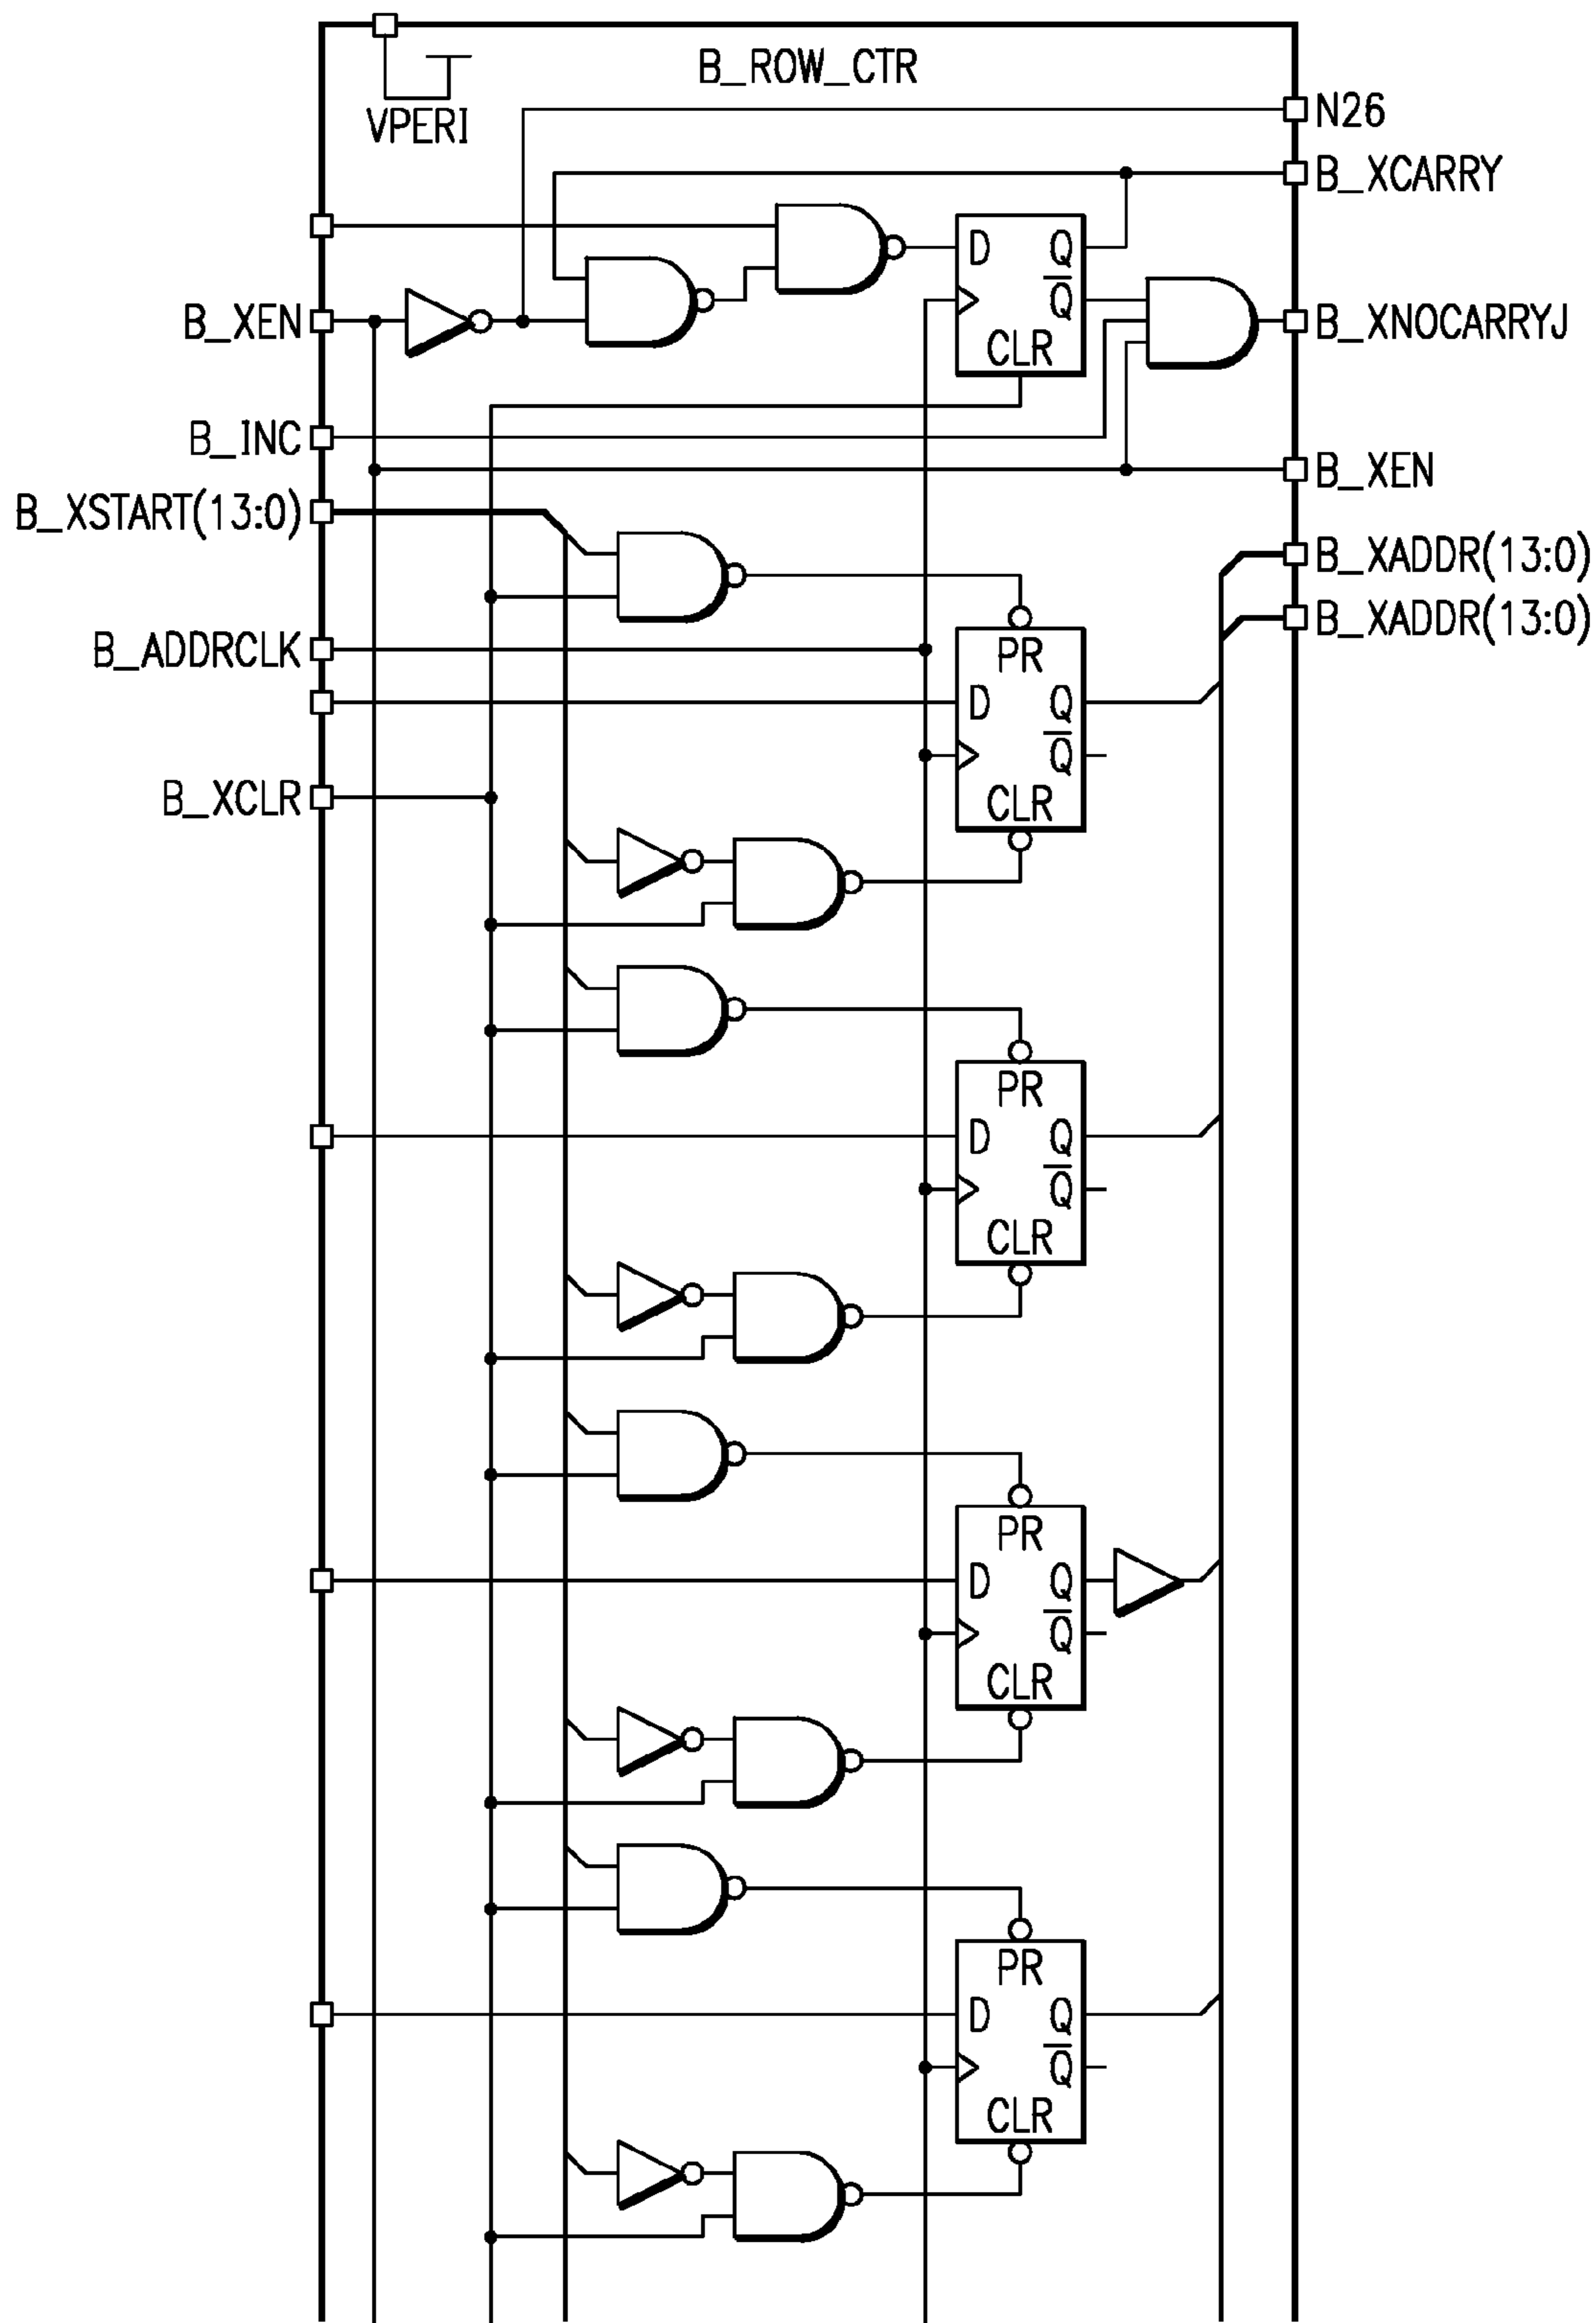 B_ROW_CTR
VPERI
N26
B_XCARRY
D Q
Q
CLR
B_XEN
B_XNOCARRYJ
B_INC
B_XEN
B_XSTART(13:0)
B_XADDR(13:0)
B_XADDR(13:0)
B_ADDRCLK
PR
D Q
Q
CLR
B_XCLR
PR
D Q
Q
CLR
PR
D Q
Q
CLR
PR
D Q
Q
CLR